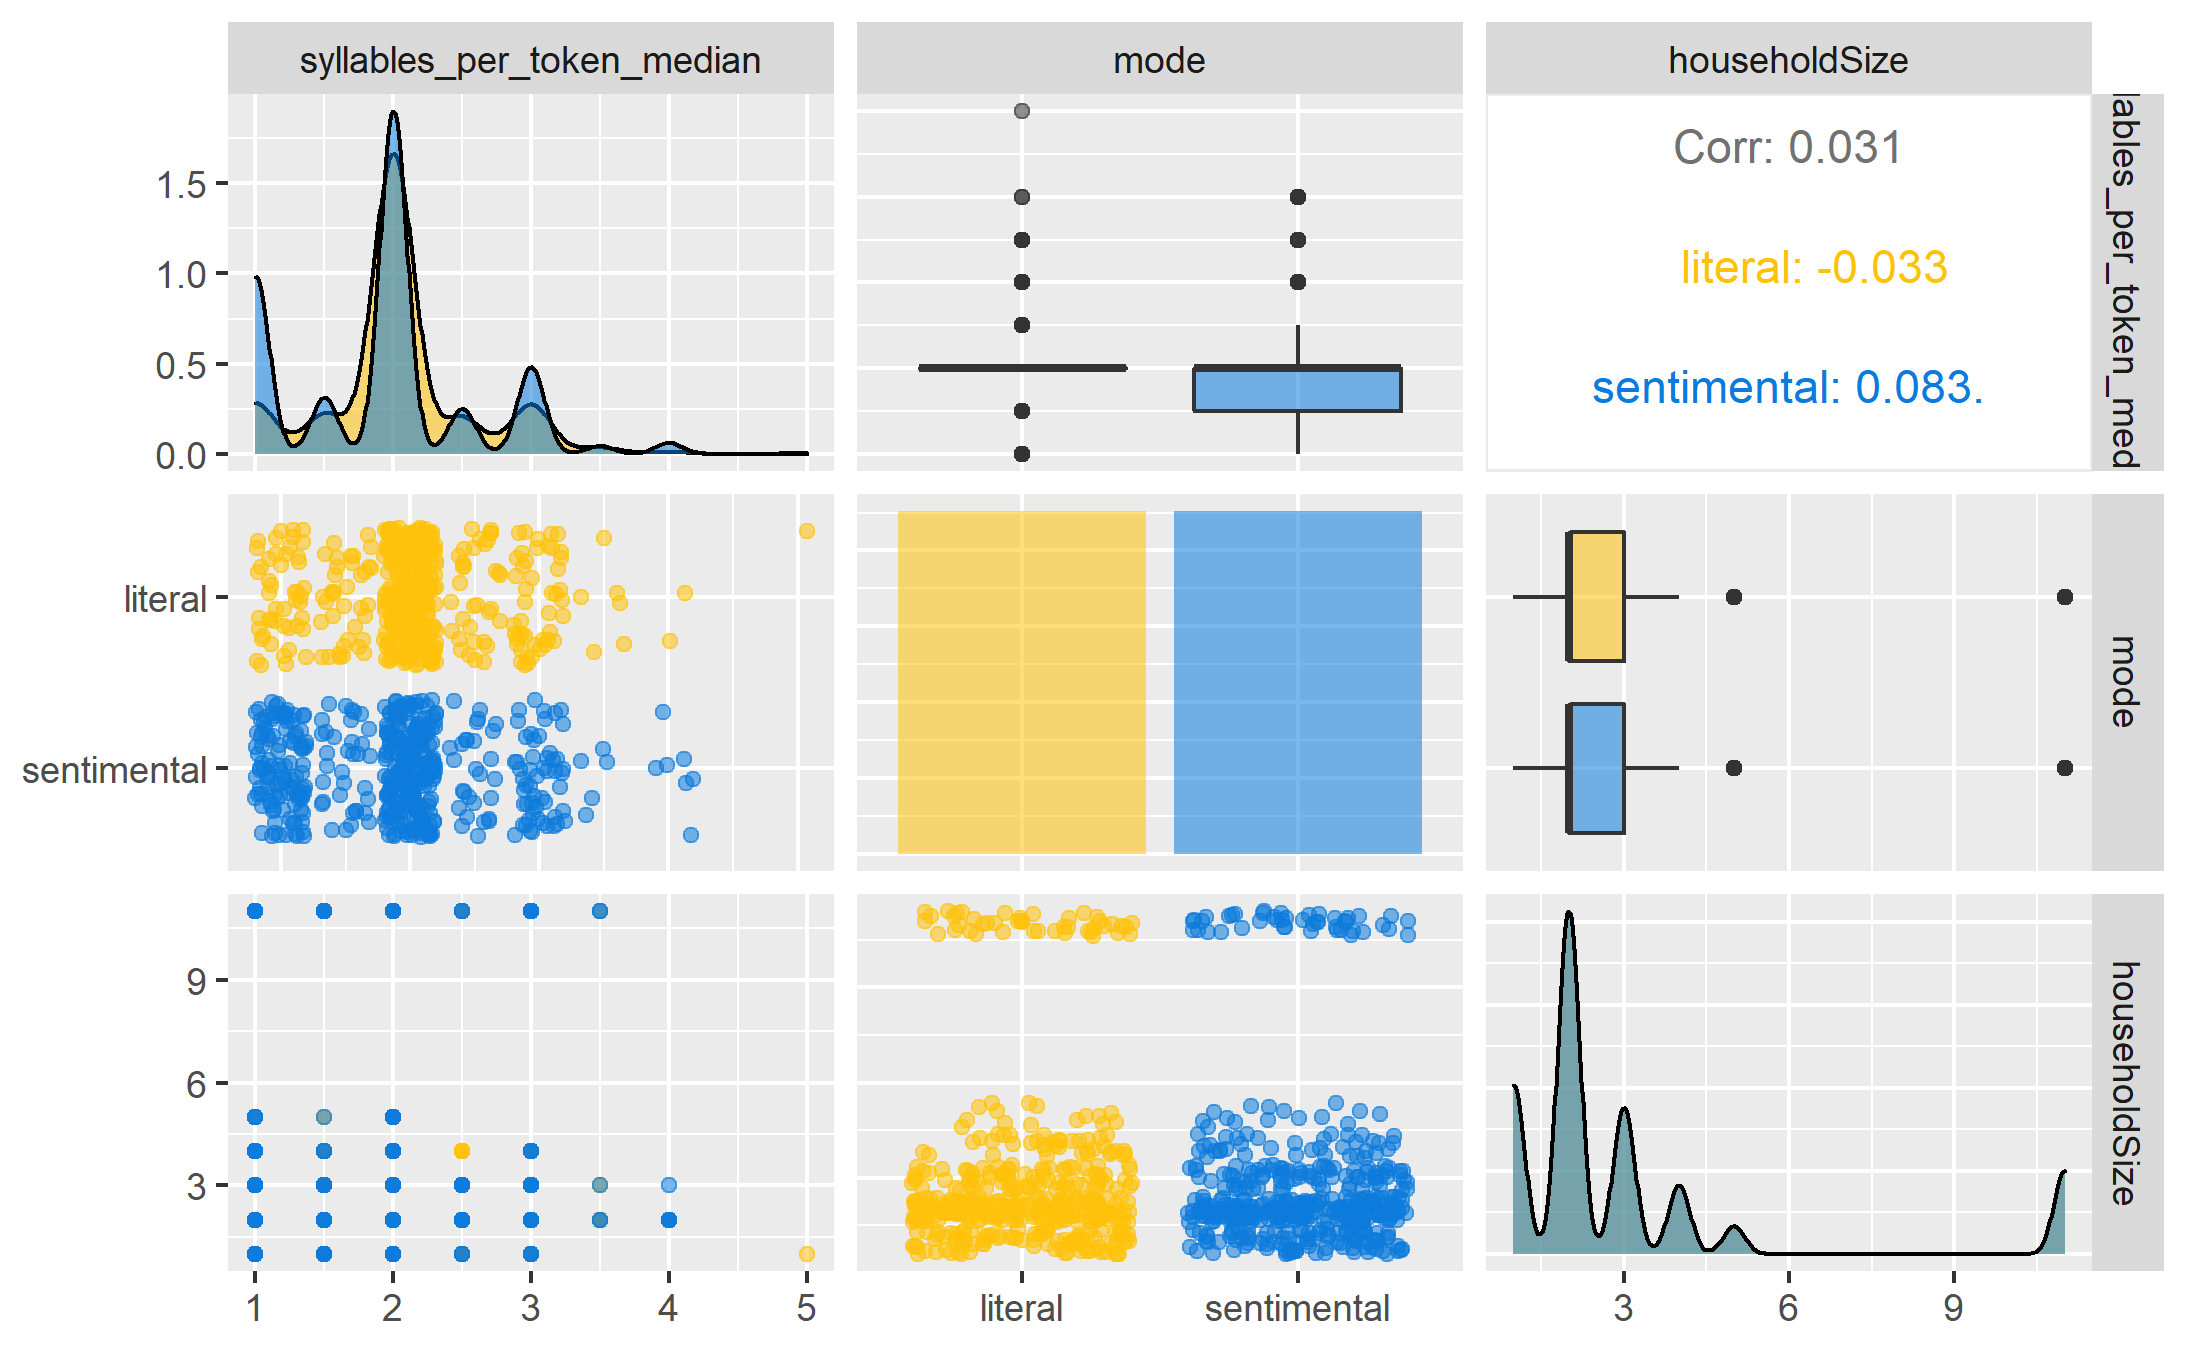 syllables_per_token_median
mode
householdSize
1.5
1.0
0.5
0.0
Corr: 0.031
literal: -0.033
sentimental: 0.083.
lables_per_token_med
literal
sentimental
mode
9
6
3
householdSize
1 2 3 4 5
literal sentimental
3 6 9